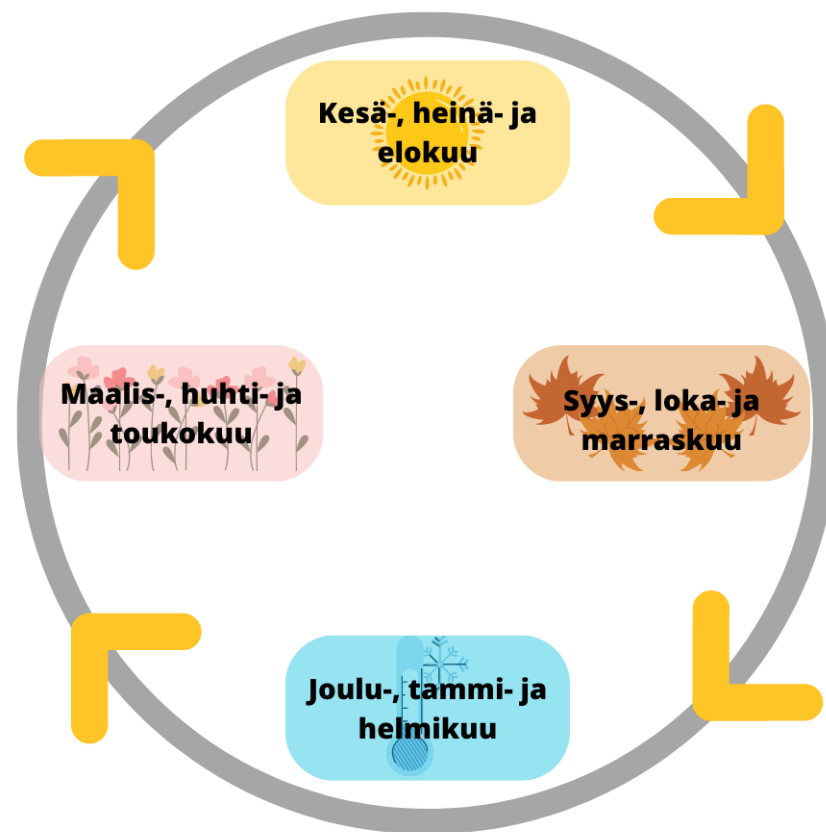 Kesä-, heinä- ja
elokuu
Maalis-, huhti- ja
toukokuu
Syys-, loka- ja
marraskuu
Joulu-, tammi- ja
helmikuu